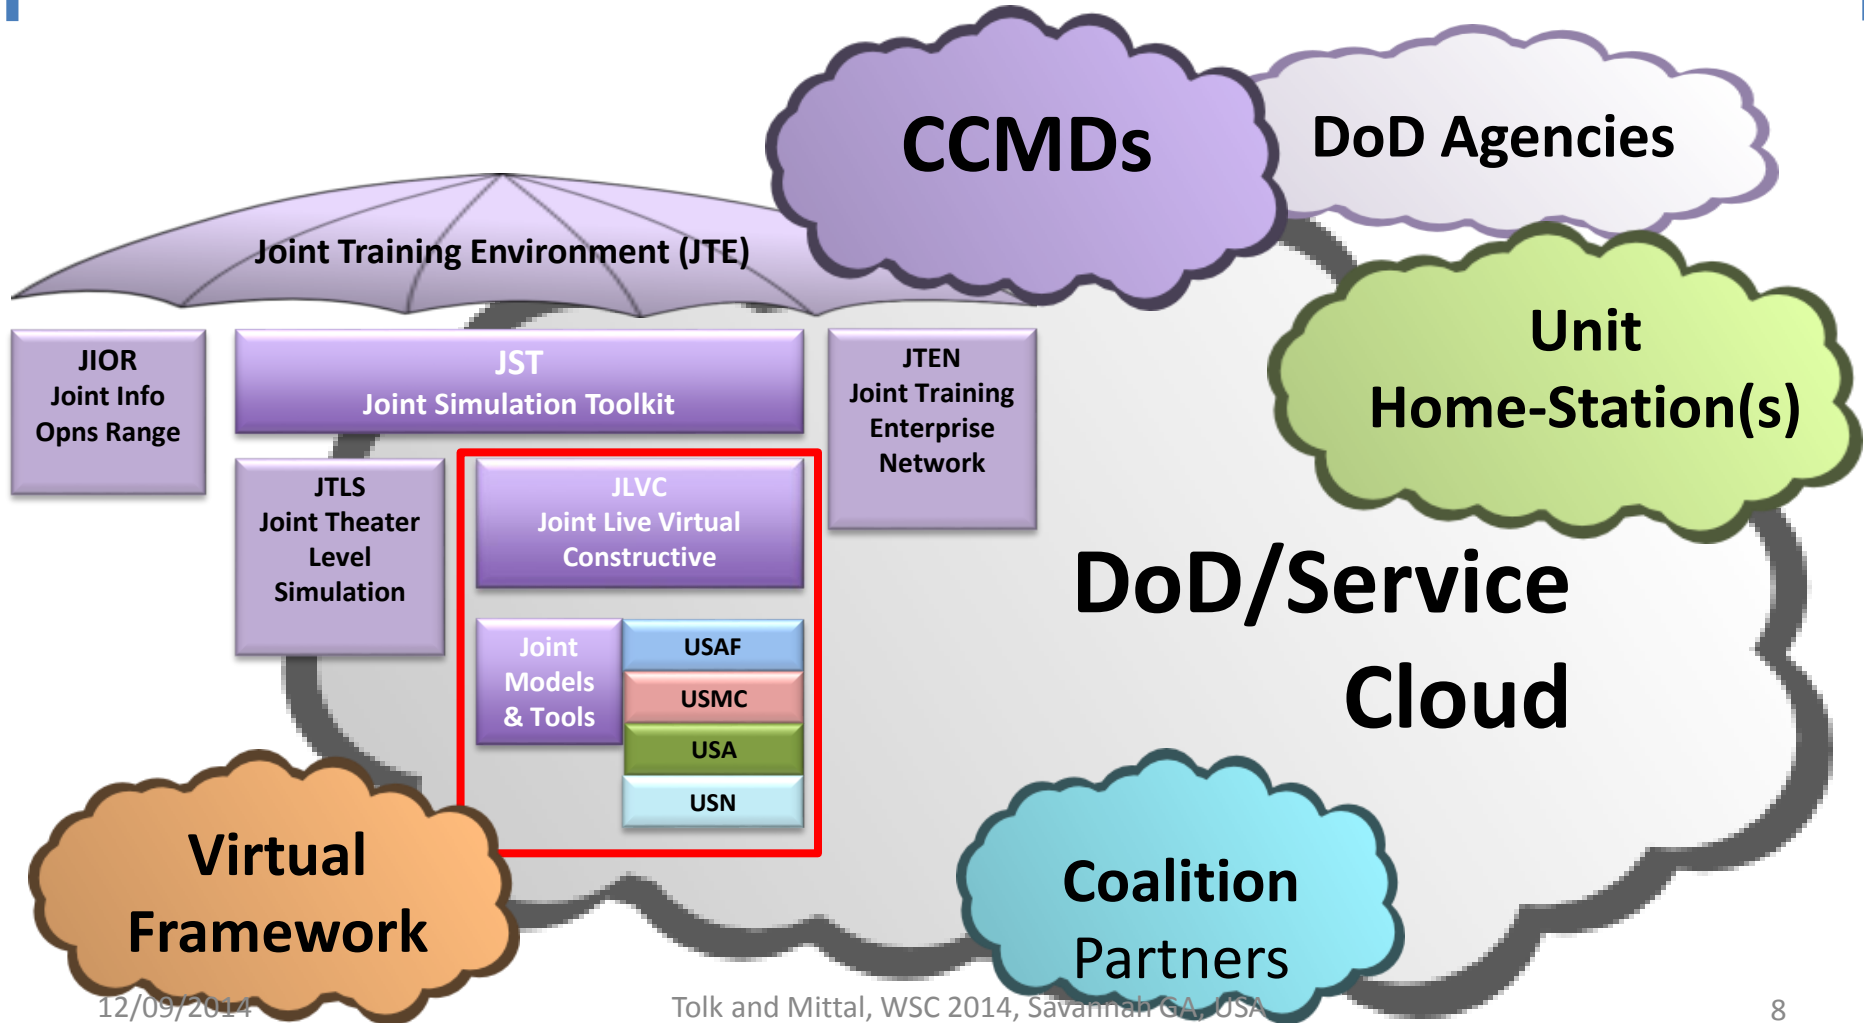 CCMDs
DoD Agencies
Joint Training Environment (JTE)
JIOR
Joint Info
Opns Range
JST
Joint Simulation Toolkit
JTEN
Joint Training
Enterprise
Network
Unit
Home-Station(s)
JTLS
Joint Theater
Level
Simulation
JLVC
Joint Live Virtual
Constructive
Joint
Models
& Tools
USAF
USMC
USA
USN
DoD/Service
Cloud
Virtual
Framework
Coalition
Partners
12/09/2014
Tolk and Mittal, WSC 2014, Savannah GA, USA
8